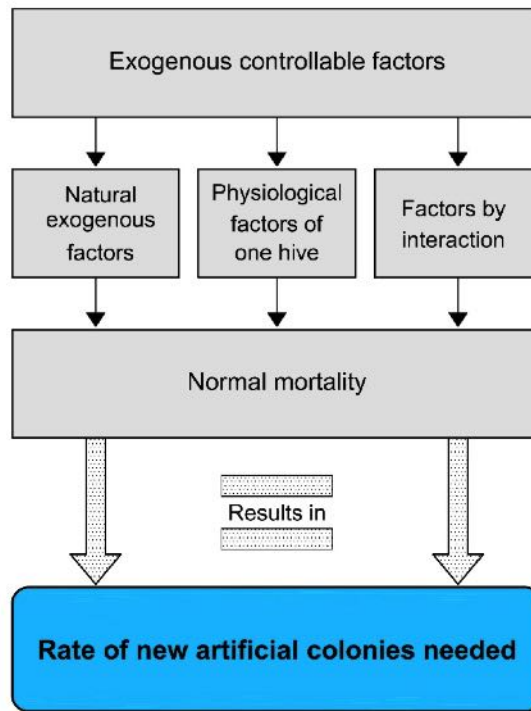 Exogenous controllable factors
Natural
exogenous
factors
Physiological
factors of
one hive
Factors by
interaction
Normal mortality
Results in
Rate of new artificial colonies needed